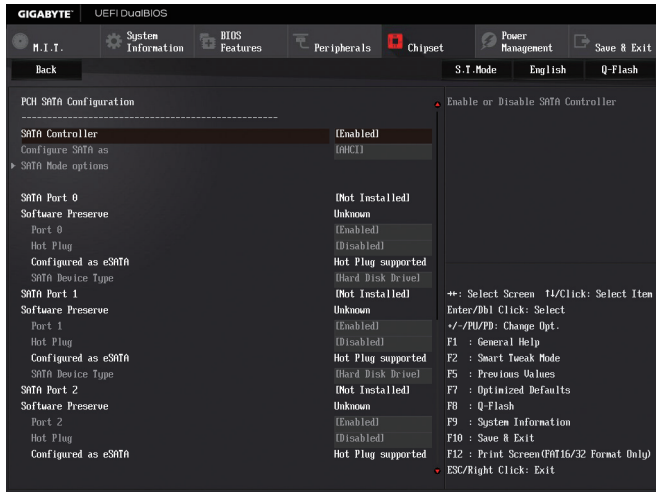 GIGABYTE™ UEFI DualBIOS
M.I.T.
System Information
BIOS Features
Peripherals
Chipset
Power Management
Save & Exit
Back
S.T.Mode English Q-Flash
PCH SATA Configuration
SATA Controller [Enabled]
Configure SATA as [AHCI]
SATA Mode options
SATA Port 0 [Not Installed]
Software Preserve Unknown
Port 0 [Enabled]
Hot Plug [Disabled]
Configured as eSATA Hot Plug supported
SATA Device Type [Hard Disk Drive]
SATA Port 1 [Not Installed]
Software Preserve Unknown
Port 1 [Enabled]
Hot Plug [Disabled]
Configured as eSATA Hot Plug supported
SATA Device Type [Hard Disk Drive]
SATA Port 2 [Not Installed]
Software Preserve Unknown
Port 2 [Enabled]
Hot Plug [Disabled]
Configured as eSATA Hot Plug supported
Enable or Disable SATA Controller
→←: Select Screen ↑↓/Click: Select Item
Enter/Dbl Click: Select
+/-/PU/PD: Change Opt.
F1 : General Help
F2 : Smart Tweak Mode
F5 : Previous Values
F7 : Optimized Defaults
F8 : Q-Flash
F9 : System Information
F10 : Save & Exit
F12 : Print Screen(FAT16/32 Format Only)
ESC/Right Click: Exit